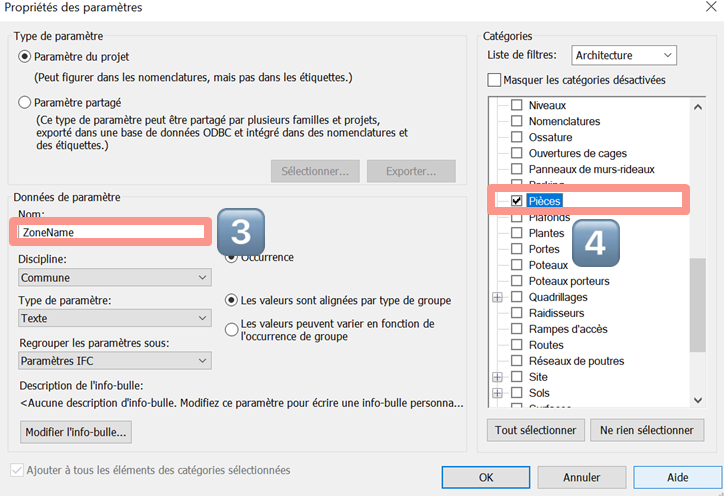 Propriétés des paramètres
Type de paramètre
Paramètre du projet
(Peut figurer dans les nomenclatures, mais pas dans les étiquettes.)
Paramètre partagé
(Ce type de paramètre peut être partagé par plusieurs familles et projets,
exporté dans une base de données ODBC et intégré dans des nomenclatures et
des étiquettes.)
Sélectionner...
Exporter...
Données de paramètre
Nom:
ZoneName
3
Occurrence
Discipline:
Commune
Type de paramètre:
Texte
Les valeurs sont alignées par type de groupe
Les valeurs peuvent varier en fonction de
l'occurrence de groupe
Regrouper les paramètres sous:
Paramètres IFC
Description de l'info-bulle:
<Aucune description d'info-bulle. Modifiez ce paramètre pour écrire une info-bulle personna...
Modifier l'info-bulle...
Ajouter à tous les éléments des catégories sélectionnées
Catégories
Liste de filtres:
Architecture
Masquer les catégories désactivées
Niveaux
Nomenclatures
Ossature
Ouvertures de cages
Panneaux de murs-rideaux
Parking
Pièces
Plafonds
4
Plantes
Portes
Poteaux
Poteaux porteurs
Quadrillages
Raidisseurs
Rampes d'accès
Routes
Réseaux de poutres
Site
Sols
Surfaces
Tout sélectionner
Ne rien sélectionner
OK
Annuler
Aide